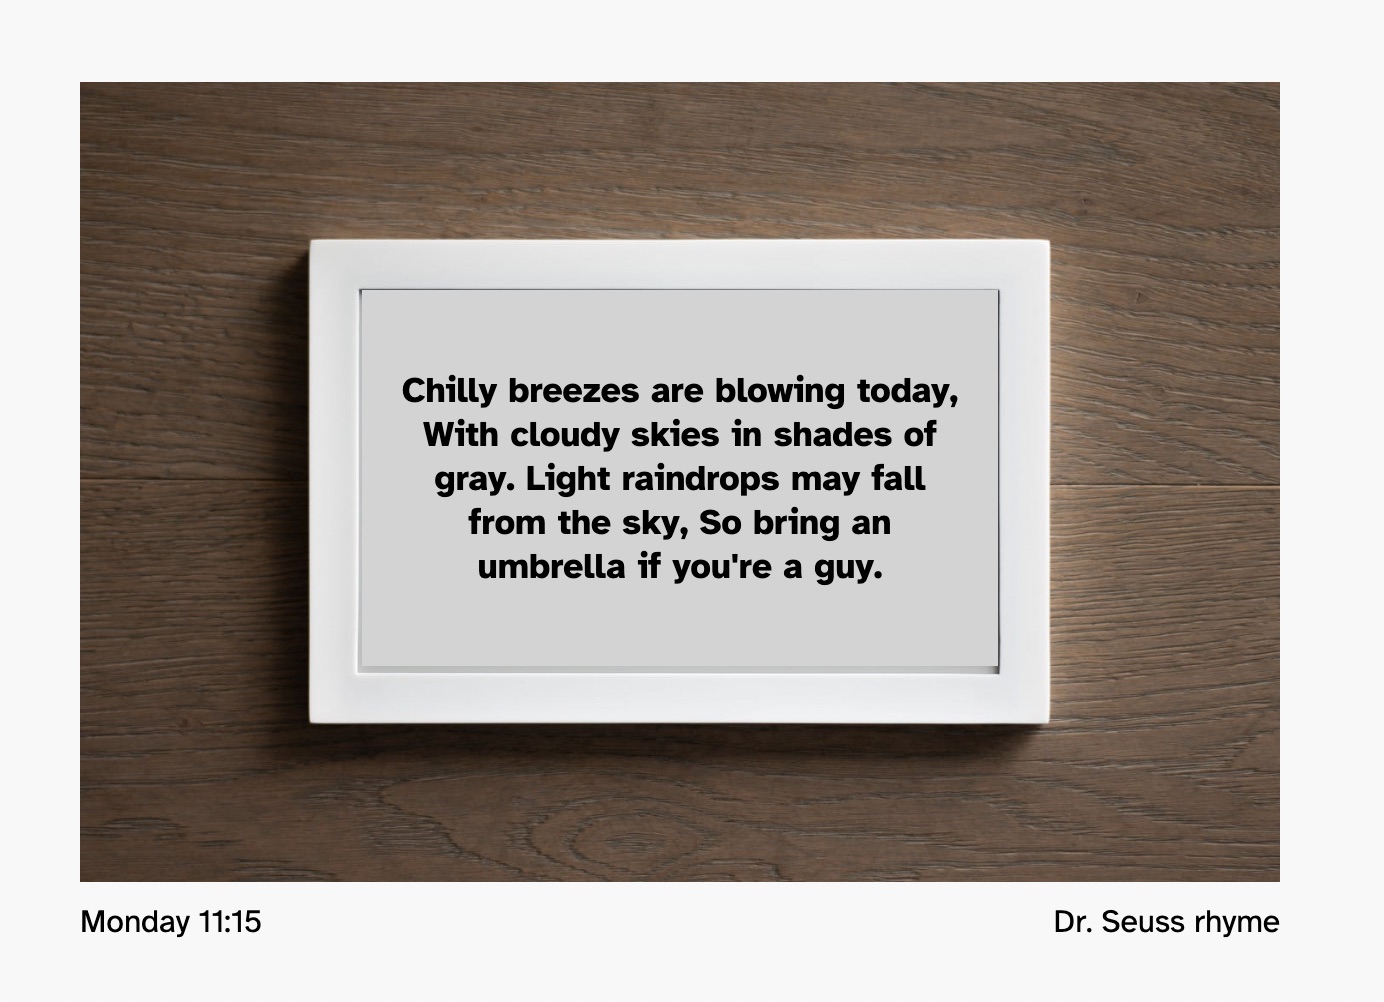 Chilly breezes are blowing today,
With cloudy skies in shades of
gray. Light raindrops may fall
from the sky, So bring an
umbrella if you're a guy.
Monday 11:15
Dr. Seuss rhyme